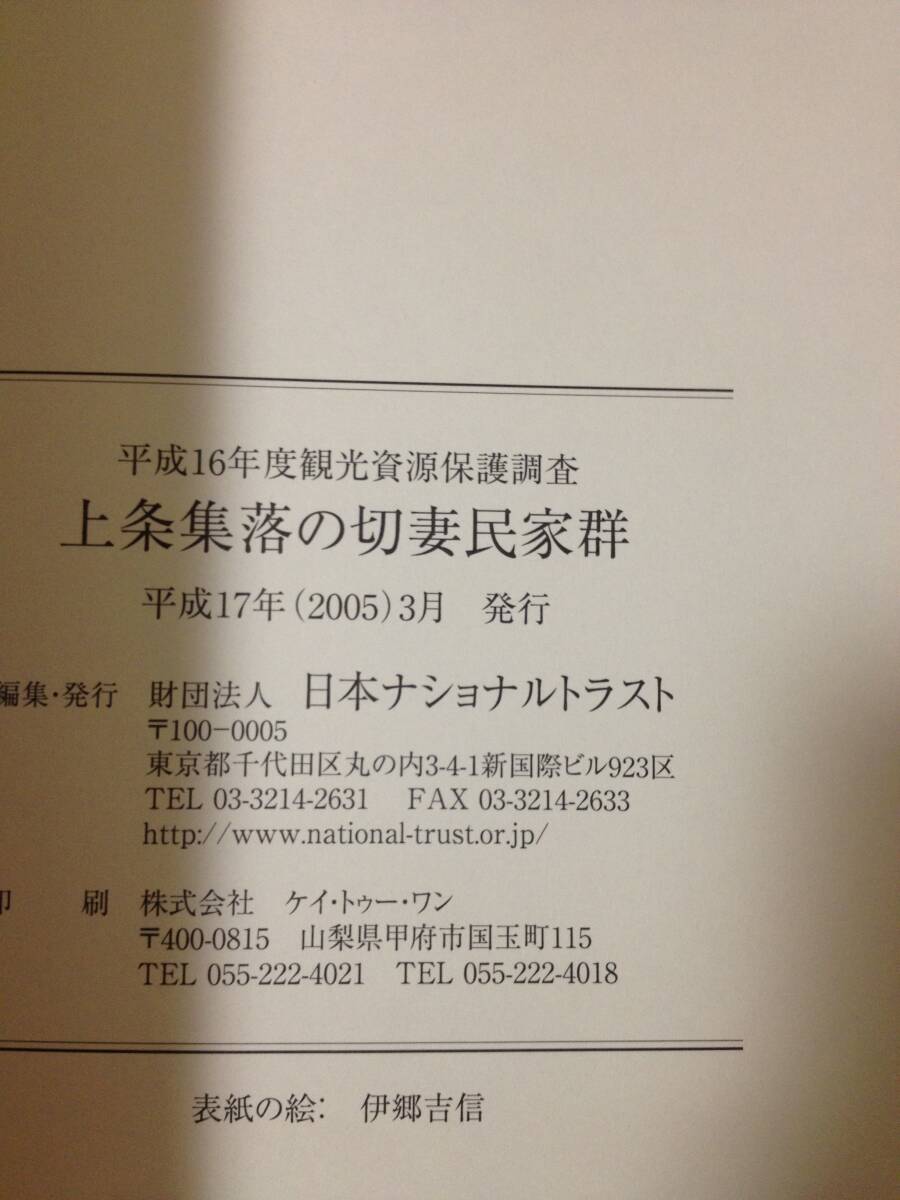 平成16年度観光資源保護調査
上条集落の切妻民家群
平成17年(2005)3月　発行
編集・発行　財団法人　日本ナショナルトラスト
〒100-0005
東京都千代田区丸の内3-4-1新国際ビル923区
TEL 03-3214-2631　FAX 03-3214-2633
http://www.national-trust.or.jp/
印　　刷　株式会社　ケイ・トゥー・ワン
〒400-0815　山梨県甲府市国玉町115
TEL 055-222-4021　TEL 055-222-4018
表紙の絵:　伊郷吉信